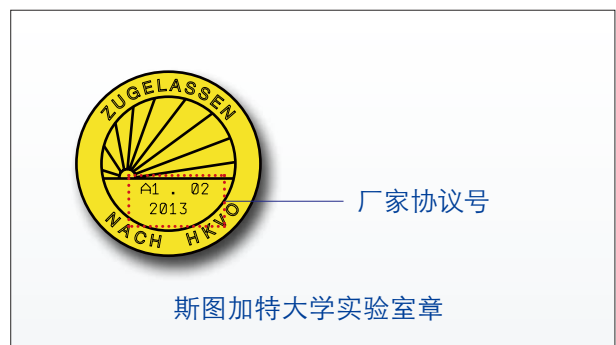 ZUGELASSEN
A1 . 02
2013
NACH HKVO
厂家协议号
斯图加特大学实验室章